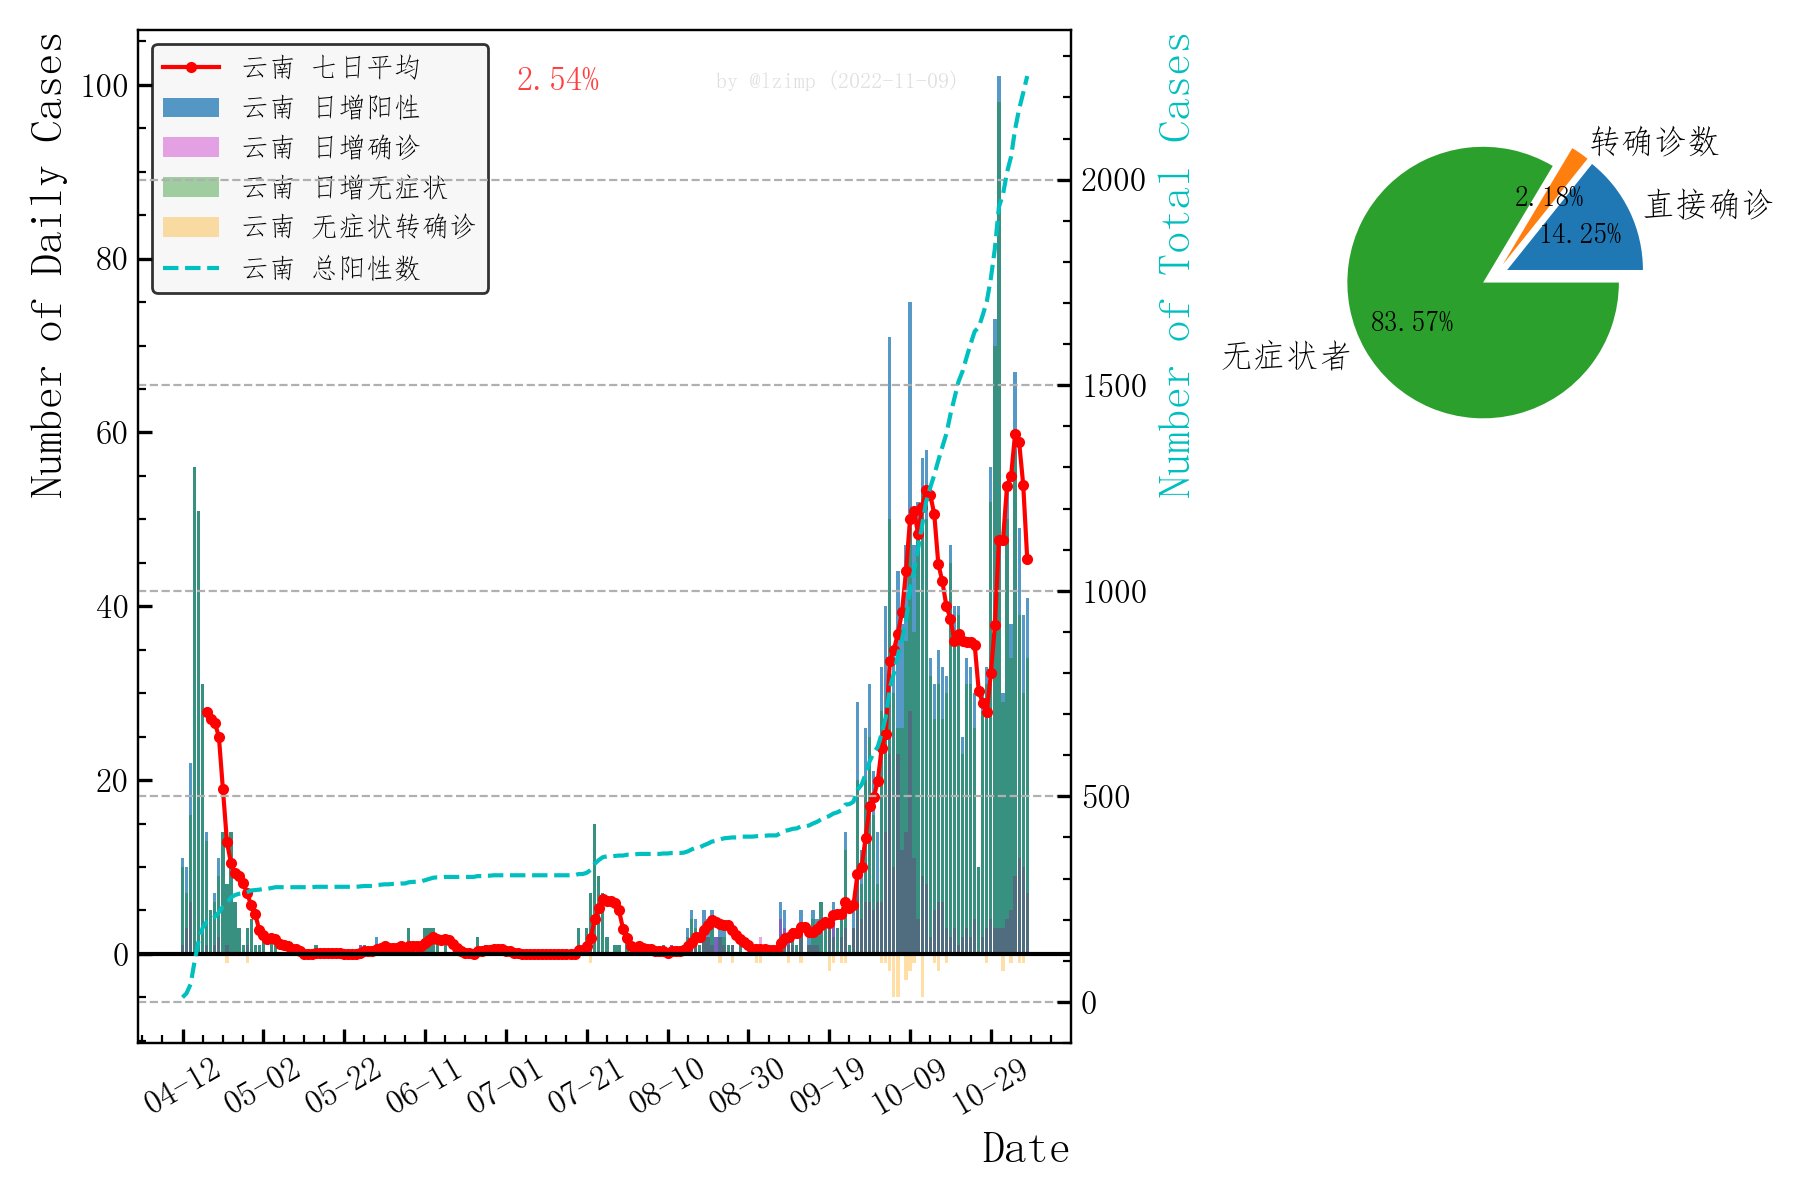 云南 七日平均
云南 日增阳性
云南 日增确诊
云南 日增无症状
云南 无症状转确诊
云南 总阳性数
2.54%
by @lzimp (2022-11-09)
Number of Daily Cases
100
80
60
40
20
0
Number of Total Cases
2000
1500
1000
500
0
04-12
05-02
05-22
06-11
07-01
07-21
08-10
08-30
09-19
10-09
10-29
Date
转确诊数
2.18%
直接确诊
14.25%
83.57%
无症状者